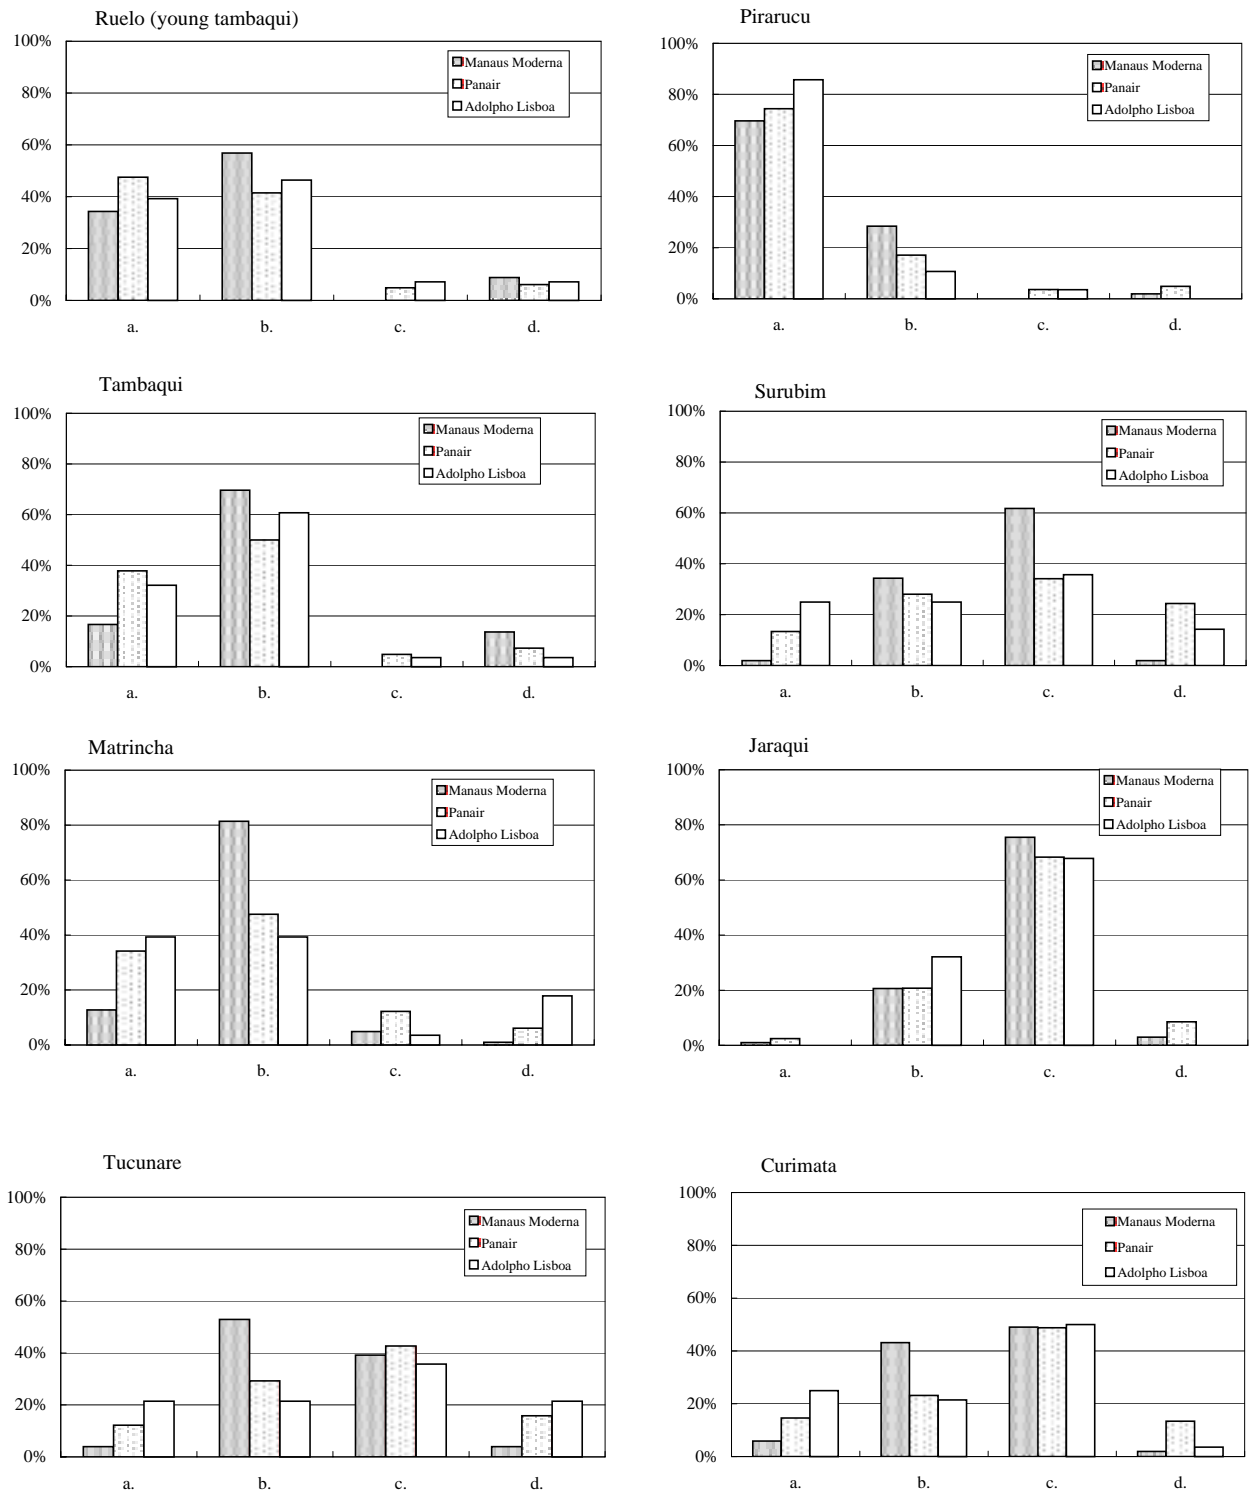 Ruelo (young tambaqui)
100%
80%
60%
40%
20%
0%
a. b. c. d.
Manaus Moderna
Panair
Adolpho Lisboa
Pirarucu
100%
80%
60%
40%
20%
0%
a. b. c. d.
Manaus Moderna
Panair
Adolpho Lisboa
Tambaqui
100%
80%
60%
40%
20%
0%
a. b. c. d.
Manaus Moderna
Panair
Adolpho Lisboa
Surubim
100%
80%
60%
40%
20%
0%
a. b. c. d.
Manaus Moderna
Panair
Adolpho Lisboa
Matrincha
100%
80%
60%
40%
20%
0%
a. b. c. d.
Manaus Moderna
Panair
Adolpho Lisboa
Jaraqui
100%
80%
60%
40%
20%
0%
a. b. c. d.
Manaus Moderna
Panair
Adolpho Lisboa
Tucunare
100%
80%
60%
40%
20%
0%
a. b. c. d.
Manaus Moderna
Panair
Adolpho Lisboa
Curimata
100%
80%
60%
40%
20%
0%
a. b. c. d.
Manaus Moderna
Panair
Adolpho Lisboa